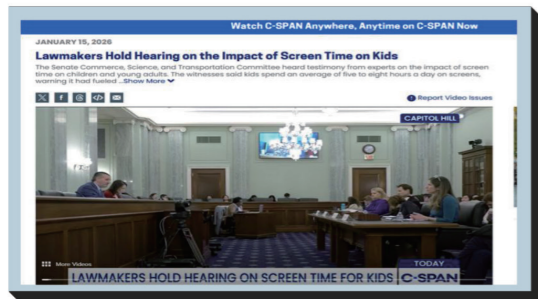 Watch C-SPAN Anywhere, Anytime on C-SPAN Now
JANUARY 15, 2026
Lawmakers Hold Hearing on the Impact of Screen Time on Kids
The Senate Commerce, Science, and Transportation Committee heard testimony from experts on the impact of screen
time on children and young adults. The witnesses said kids spend an average of five to eight hours a day on screens,
warning it had fueled ...Show More
Report Video Issues
CAPITOL HILL
More Videos
TODAY
LAWMAKERS HOLD HEARING ON SCREEN TIME FOR KIDS C-SPAN